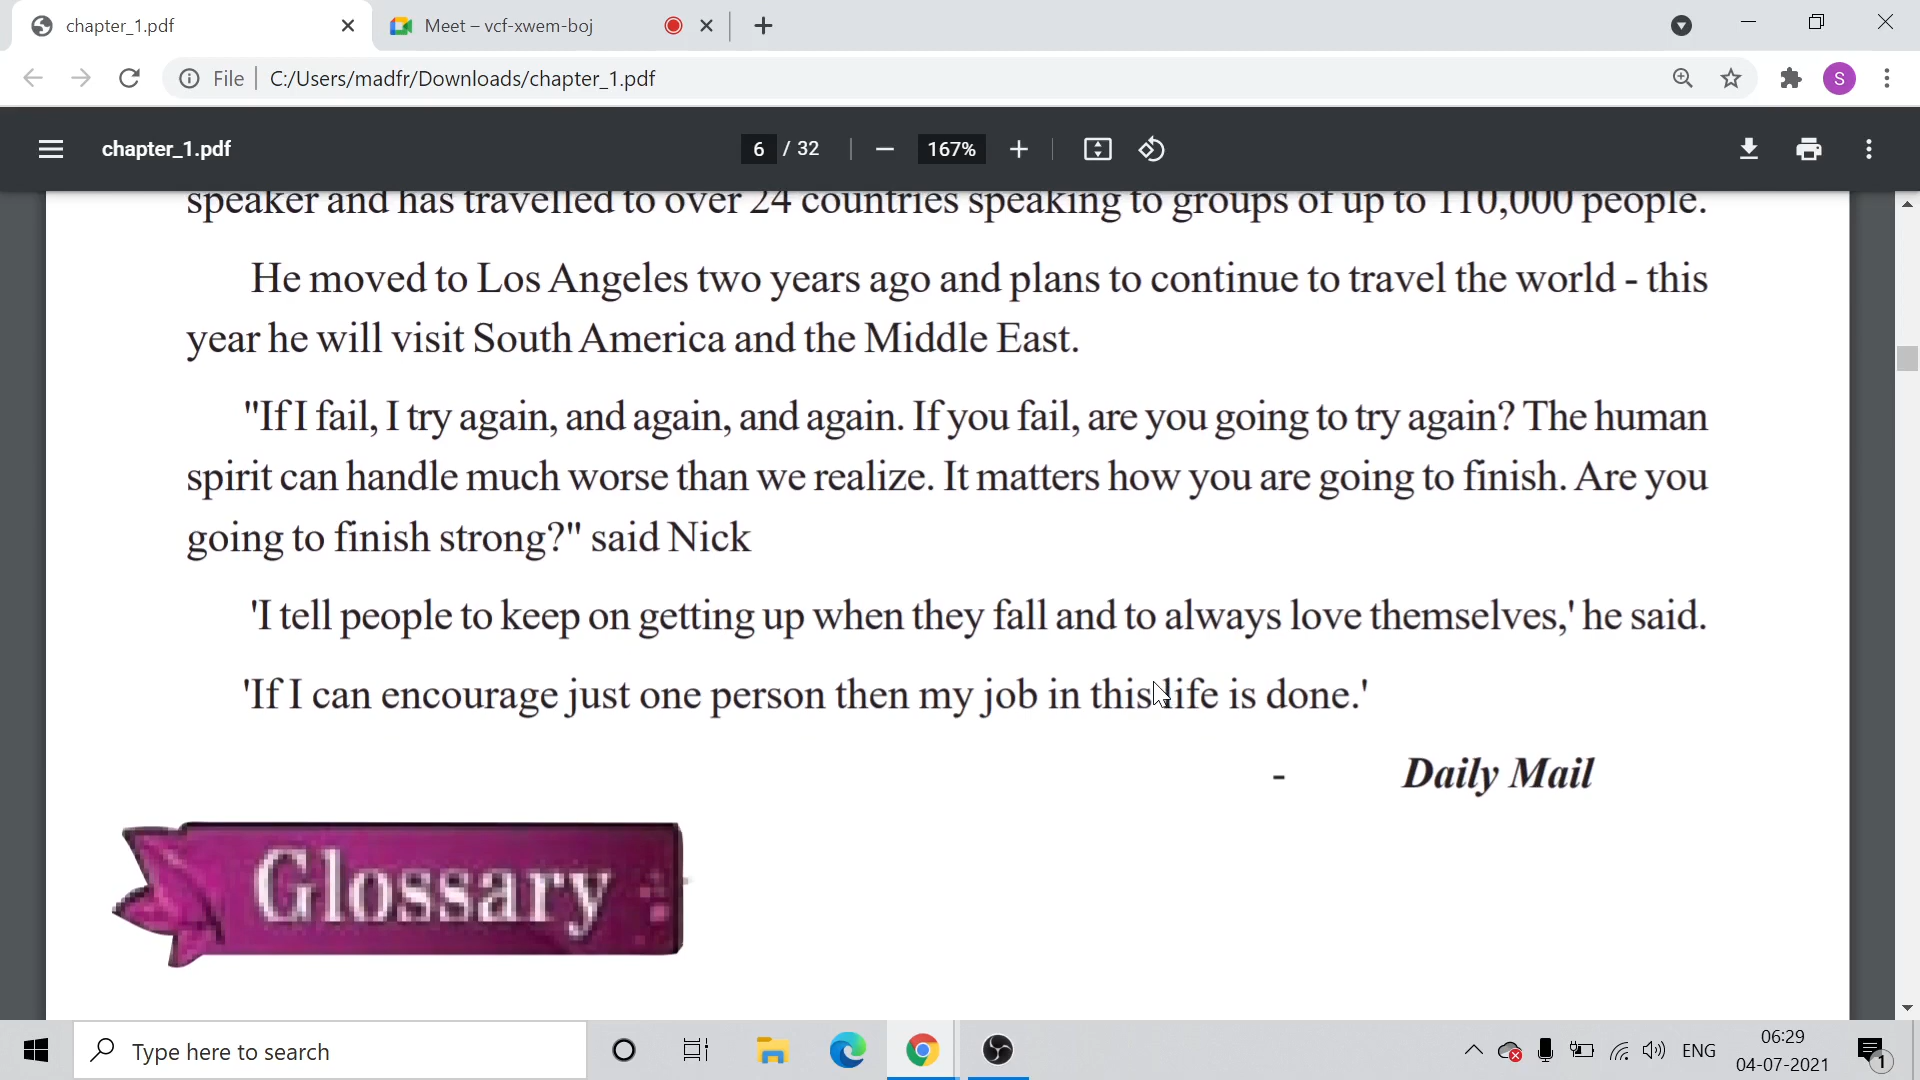 chapter_1.pdf
Meet – vcf-xwem-boj
File
C:/Users/madfr/Downloads/chapter_1.pdf
S
chapter_1.pdf
6 / 32
167%
speaker and has travelled to over 24 countries speaking to groups of up to 110,000 people.
He moved to Los Angeles two years ago and plans to continue to travel the world - this
year he will visit South America and the Middle East.
"If I fail, I try again, and again, and again. If you fail, are you going to try again? The human
spirit can handle much worse than we realize. It matters how you are going to finish. Are you
going to finish strong?" said Nick
'I tell people to keep on getting up when they fall and to always love themselves,' he said.
'If I can encourage just one person then my job in this life is done.'
- Daily Mail
Glossary
Type here to search
ENG
06:29
04-07-2021
1